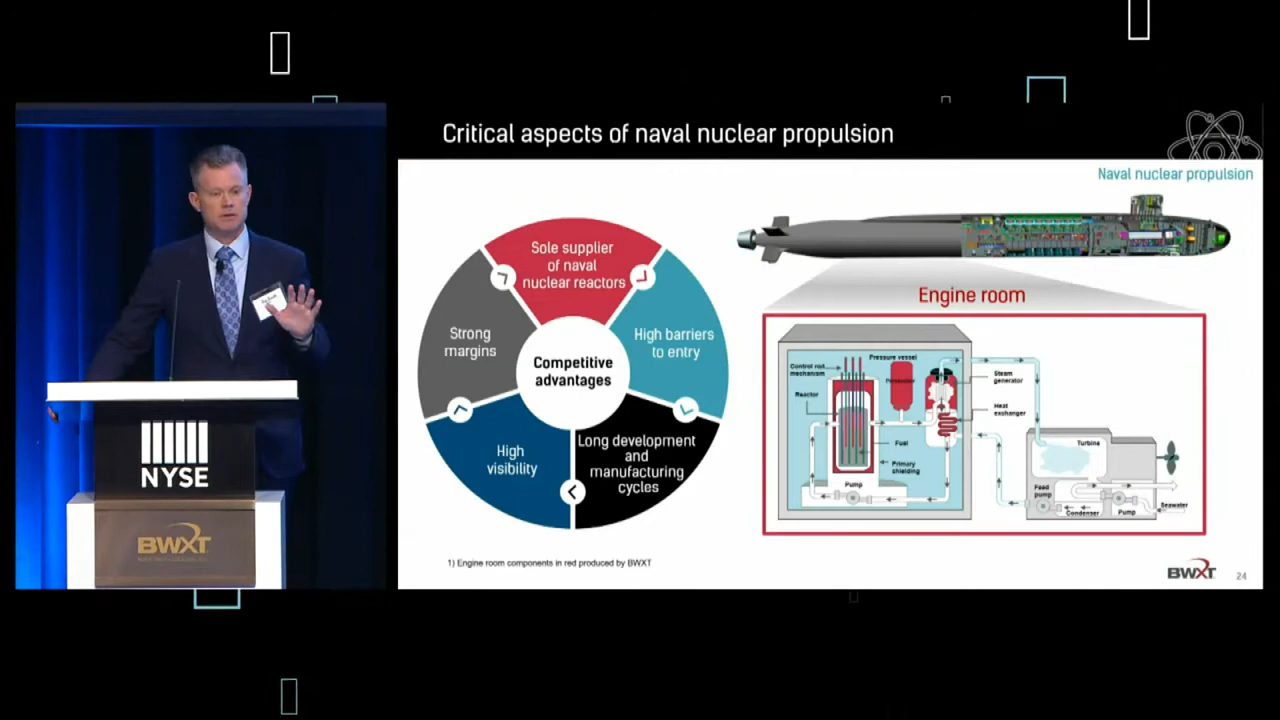 Critical aspects of naval nuclear propulsion
Naval nuclear propulsion
Sole supplier
of naval
nuclear reactors
High barriers
to entry
Long development
and
manufacturing
cycles
High
visibility
Strong
margins
Competitive
advantages
Engine room
Control rod
mechanism
Pressure vessel
Reactor
Steam
generator
Heat
exchanger
Fuel
Primary
shielding
Pump
Turbine
Feed
pump
Condenser
Pump
Seawater
1) Engine room components in red produced by BWXT
BWXT
24
NYSE
BWXT